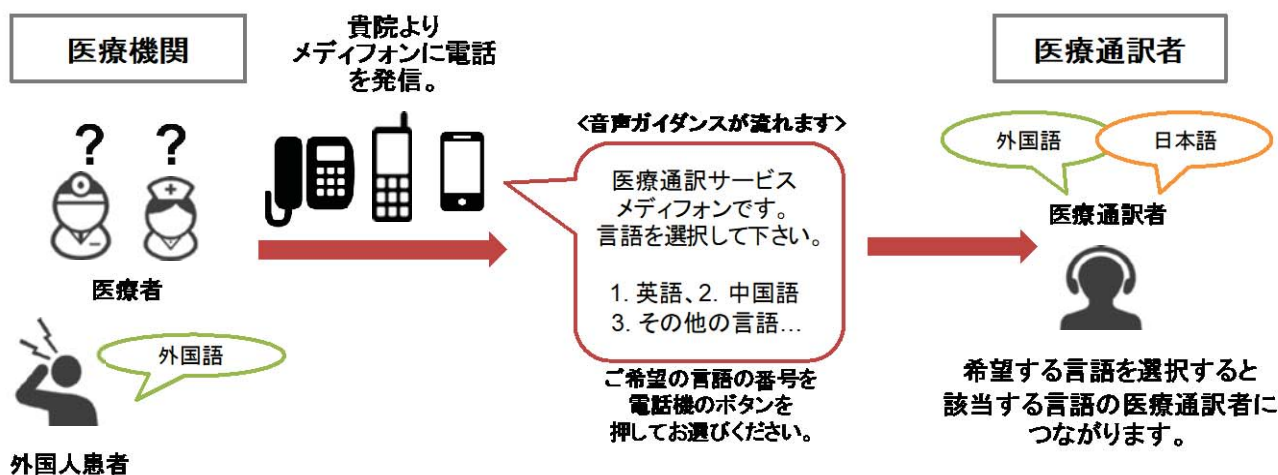 医療機関
貴院より
メディフォンに電話
を発信。
医療通訳者
?
?
医療者
外国語
外国人患者
<音声ガイダンスが流れます>
医療通訳サービス
メディフォンです。
言語を選択して下さい。
1. 英語、2. 中国語
3. その他の言語…
ご希望の言語の番号を
電話機のボタンを
押してお選びください。
外国語
日本語
医療通訳者
希望する言語を選択すると
該当する言語の医療通訳者に
つながります。